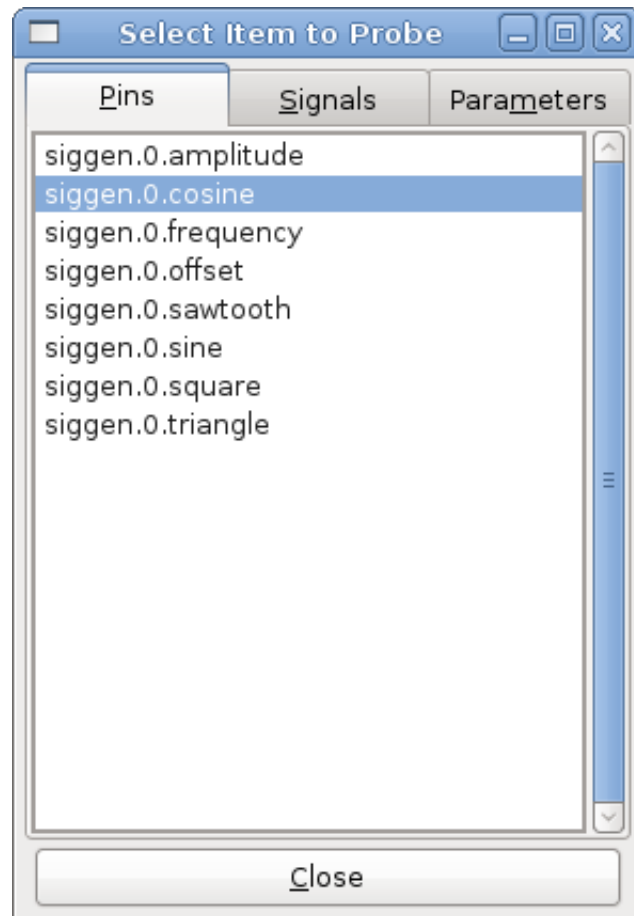 Select Item to Probe
Pins Signals Parameters
siggen.0.amplitude
siggen.0.cosine
siggen.0.frequency
siggen.0.offset
siggen.0.sawtooth
siggen.0.sine
siggen.0.square
siggen.0.triangle
Close